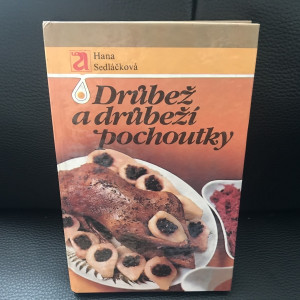 a
Hana
Sedláčková
Drůbež
a drůbeží
pochoutky